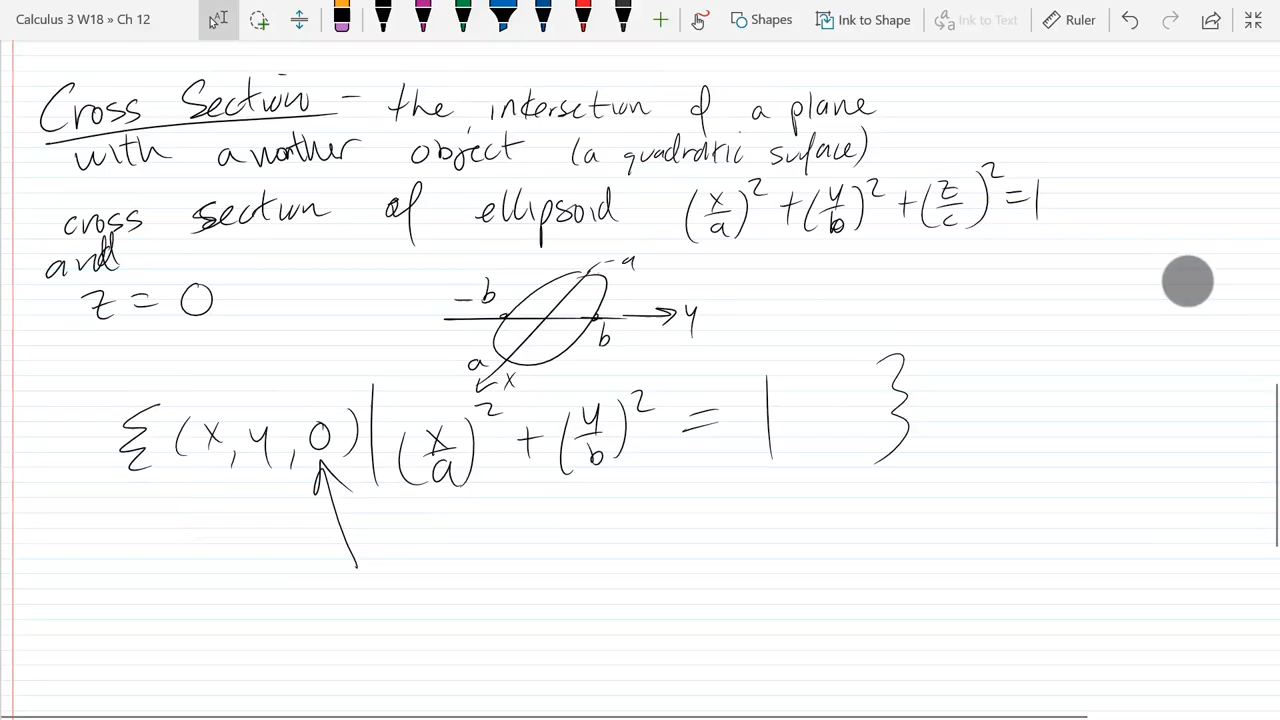 Calculus 3 W18 » Ch 12
Shapes
Ink to Shape
Ink to Text
Ruler
Cross Section – the intersetion of a plane
with a another object (a quadratic surface)
cross section of ellipsoid (x/a)² + (y/b)² + (z/c)² = 1
and
z = 0
-a
-b
y
b
a
x
{(x, y, 0) | (x/a)² + (y/b)² = 1 }